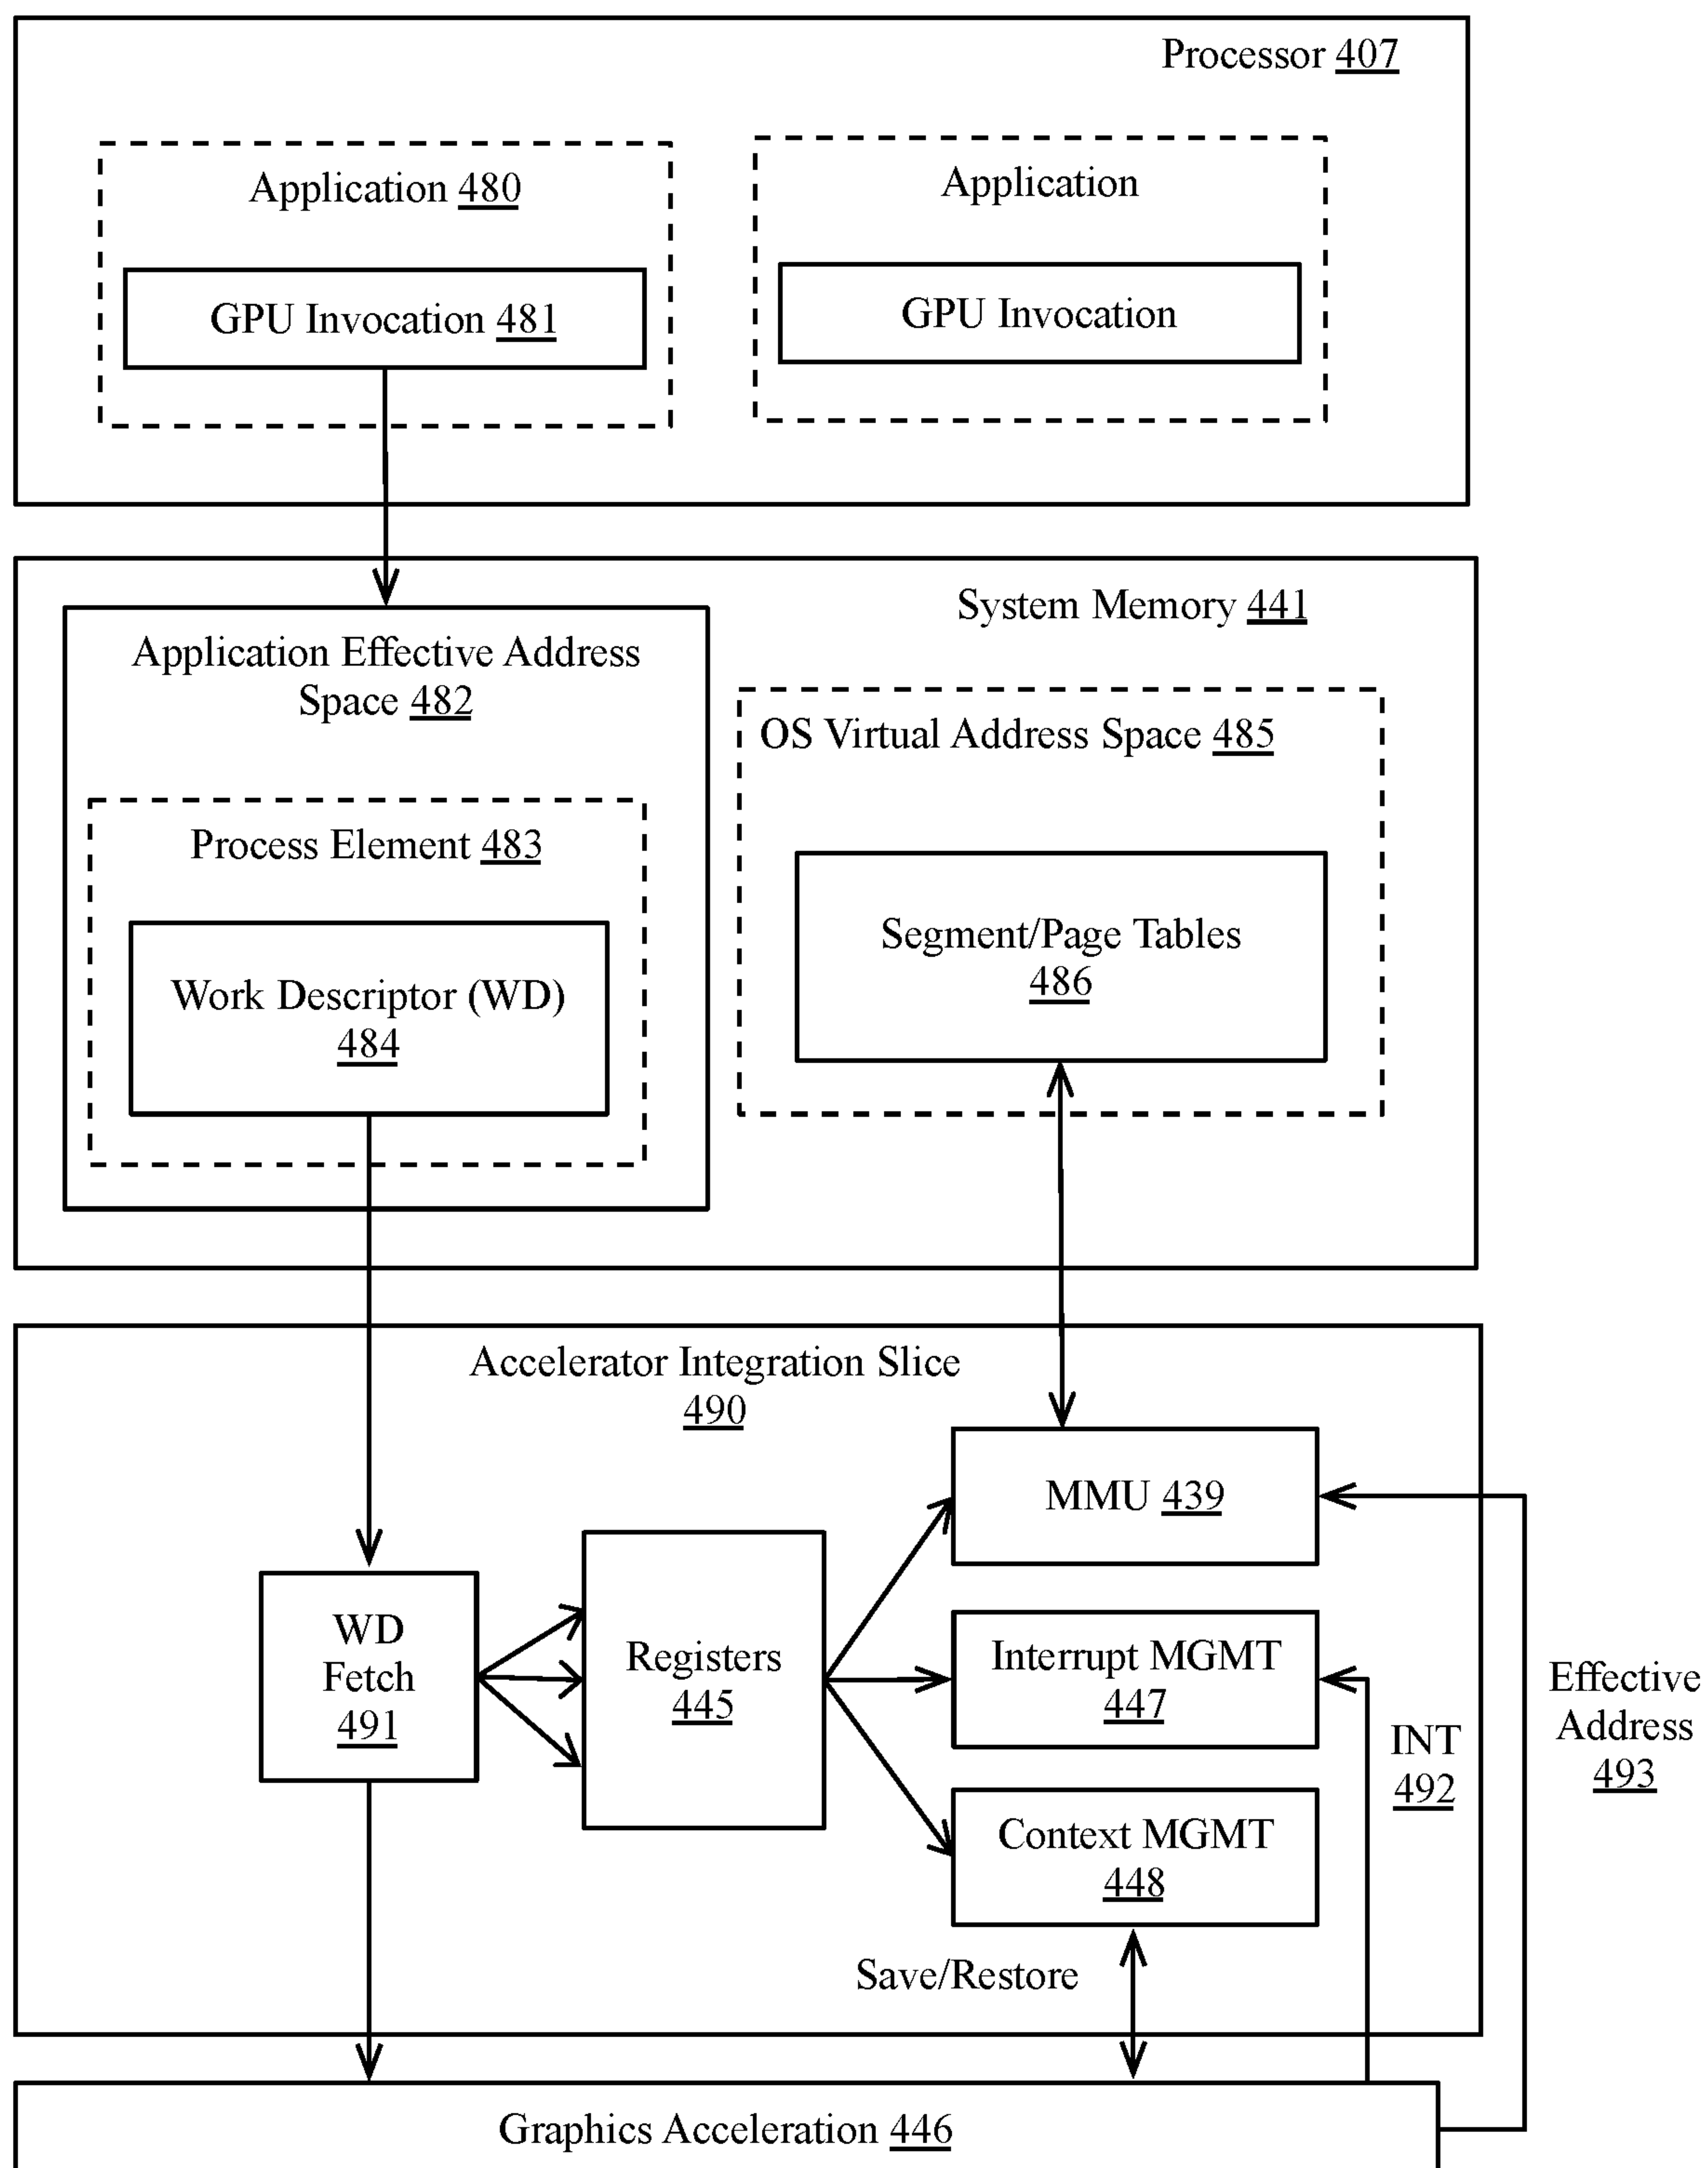 Processor 407
Application 480
GPU Invocation 481
Application
GPU Invocation
System Memory 441
Application Effective Address
Space 482
Process Element 483
Work Descriptor (WD)
484
OS Virtual Address Space 485
Segment/Page Tables
486
Accelerator Integration Slice
490
WD
Fetch
491
Registers
445
MMU 439
Interrupt MGMT
447
Context MGMT
448
Save/Restore
INT
492
Effective
Address
493
Graphics Acceleration 446